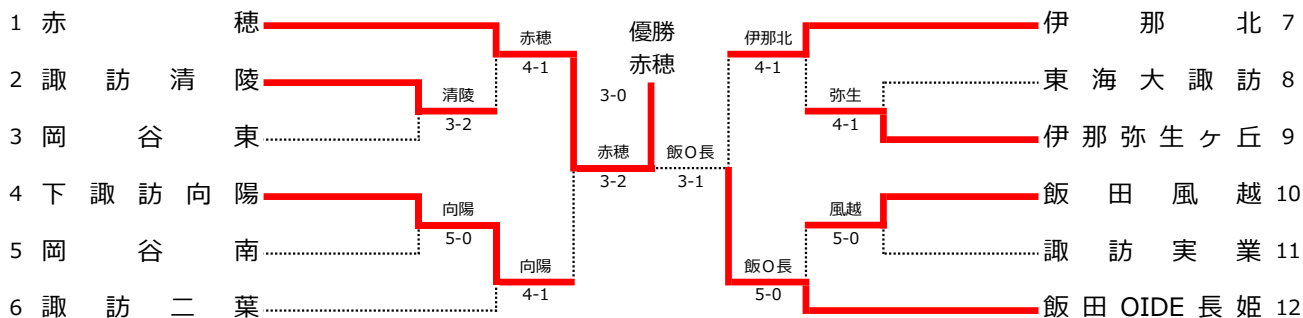 1 赤穂
2 諏訪清陵
3 岡谷東
4 下諏訪向陽
5 岡谷南
6 諏訪二葉
清陵
3-2
向陽
5-0
赤穂
4-1
向陽
4-1
赤穂
3-2
優勝
赤穂
3-0
飯O長
3-1
伊那北
4-1
飯O長
5-0
弥生
4-1
風越
5-0
伊那北 7
東海大諏訪 8
伊那弥生ヶ丘 9
飯田風越 10
諏訪実業 11
飯田OIDE長姫 12